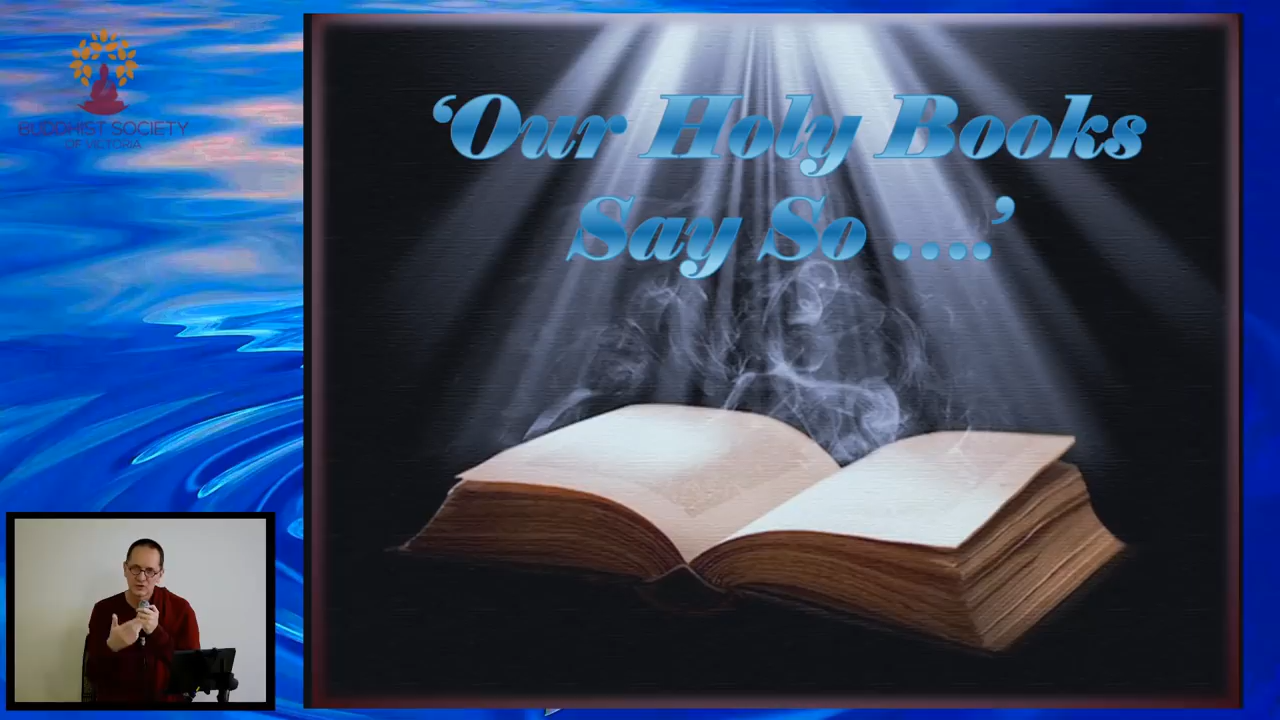 BUDDHIST SOCIETY
OF VICTORIA
‘Our Holy Books
Say So ....’